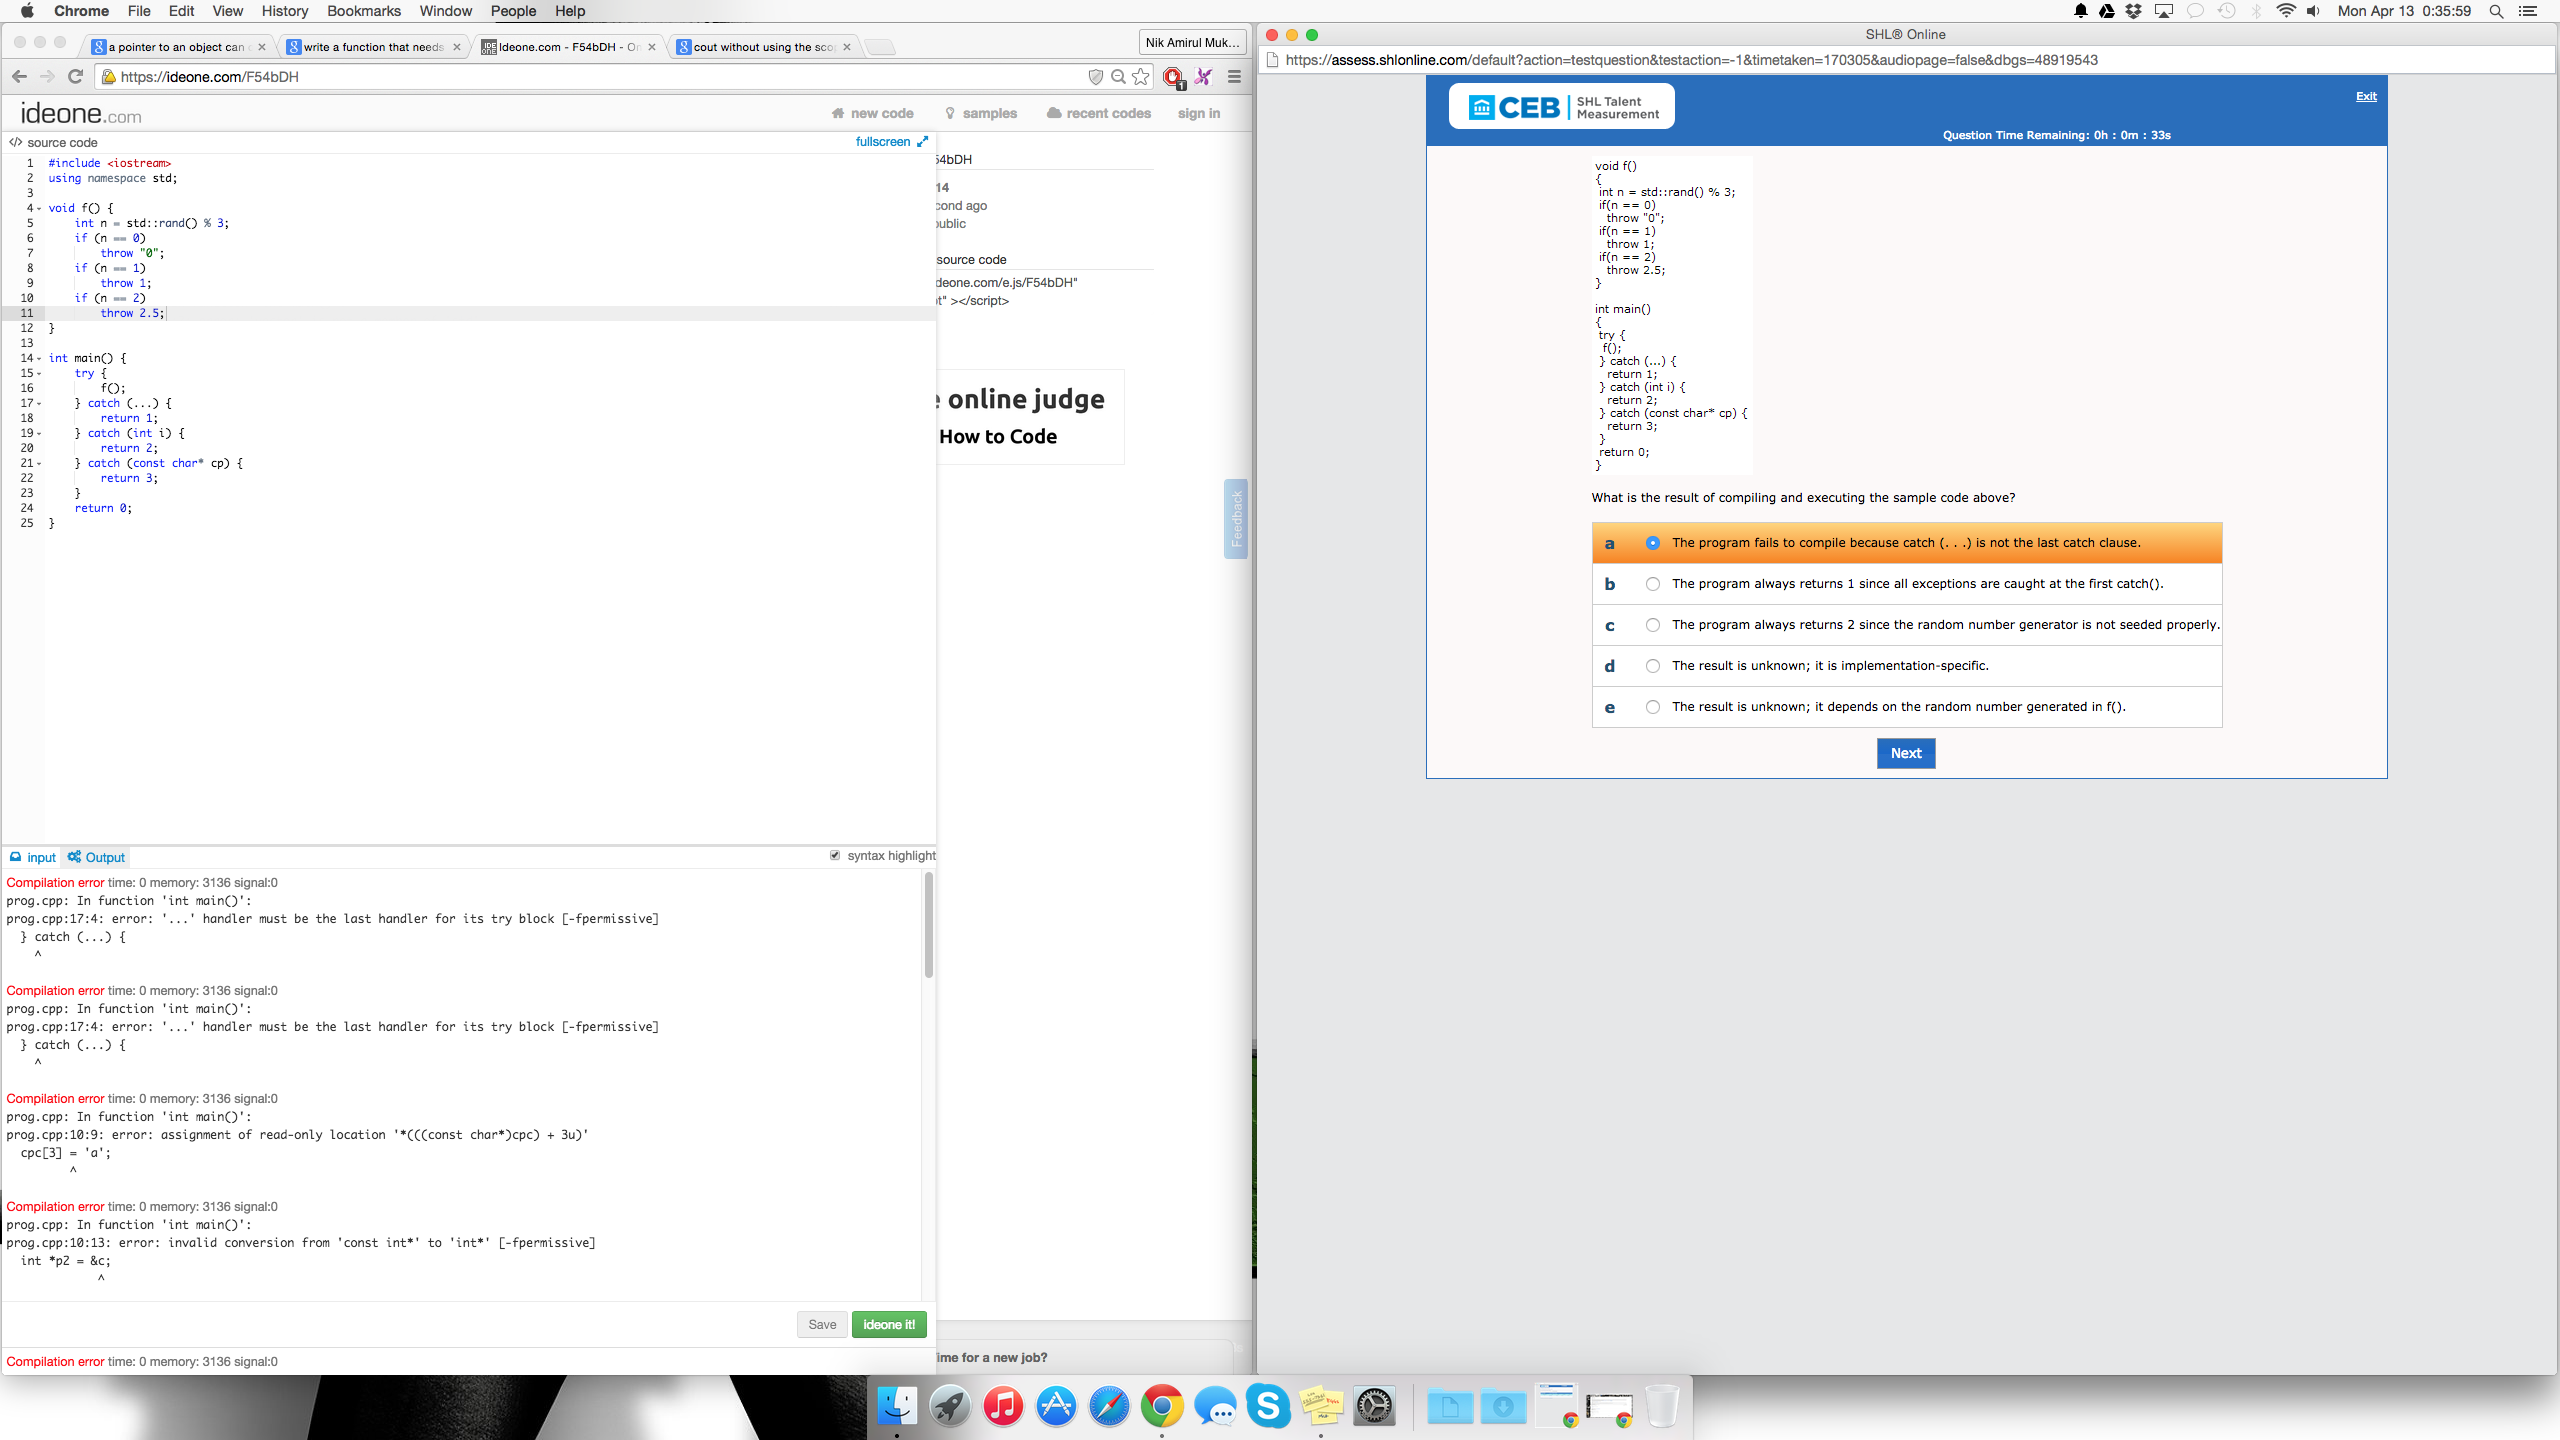 Chrome File Edit View History Bookmarks Window People Help
Mon Apr 13 0:35:59
a pointer to an object can
write a function that needs
Ideone.com - F54bDH - On
cout without using the sco
Nik Amirul Muk...
https://ideone.com/F54bDH
ideone.com
new code samples recent codes sign in
</> source code
fullscreen
1 #include <iostream>
2 using namespace std;
3
4 void f() {
5 int n = std::rand() % 3;
6 if (n == 0)
7 throw "0";
8 if (n == 1)
9 throw 1;
10 if (n == 2)
11 throw 2.5;
12 }
13
14 int main() {
15 try {
16 f();
17 } catch (...) {
18 return 1;
19 } catch (int i) {
20 return 2;
21 } catch (const char* cp) {
22 return 3;
23 }
24 return 0;
25 }
54bDH
14
cond ago
public
source code
deone.com/e.js/F54bDH"
t" ></script>
e online judge
How to Code
Feedback
input Output
syntax highlight
Compilation error time: 0 memory: 3136 signal:0
prog.cpp: In function 'int main()':
prog.cpp:17:4: error: '...' handler must be the last handler for its try block [-fpermissive]
} catch (...) {
^
Compilation error time: 0 memory: 3136 signal:0
prog.cpp: In function 'int main()':
prog.cpp:17:4: error: '...' handler must be the last handler for its try block [-fpermissive]
} catch (...) {
^
Compilation error time: 0 memory: 3136 signal:0
prog.cpp: In function 'int main()':
prog.cpp:10:9: error: assignment of read-only location '*(((const char*)cpc) + 3u)'
cpc[3] = 'a';
^
Compilation error time: 0 memory: 3136 signal:0
prog.cpp: In function 'int main()':
prog.cpp:10:13: error: invalid conversion from 'const int*' to 'int*' [-fpermissive]
int *p2 = &c;
^
Save ideone it!
Compilation error time: 0 memory: 3136 signal:0
ime for a new job?
SHL® Online
https://assess.shlonline.com/default?action=testquestion&testaction=-1&timetaken=170305&audiopage=false&dbgs=48919543
CEB SHL Talent
Measurement
Exit
Question Time Remaining: 0h : 0m : 33s
void f()
{
int n = std::rand() % 3;
if(n == 0)
throw "0";
if(n == 1)
throw 1;
if(n == 2)
throw 2.5;
}
int main()
{
try {
f();
} catch (...) {
return 1;
} catch (int i) {
return 2;
} catch (const char* cp) {
return 3;
}
return 0;
}
What is the result of compiling and executing the sample code above?
a The program fails to compile because catch (. . .) is not the last catch clause.
b The program always returns 1 since all exceptions are caught at the first catch().
c The program always returns 2 since the random number generator is not seeded properly.
d The result is unknown; it is implementation-specific.
e The result is unknown; it depends on the random number generated in f().
Next